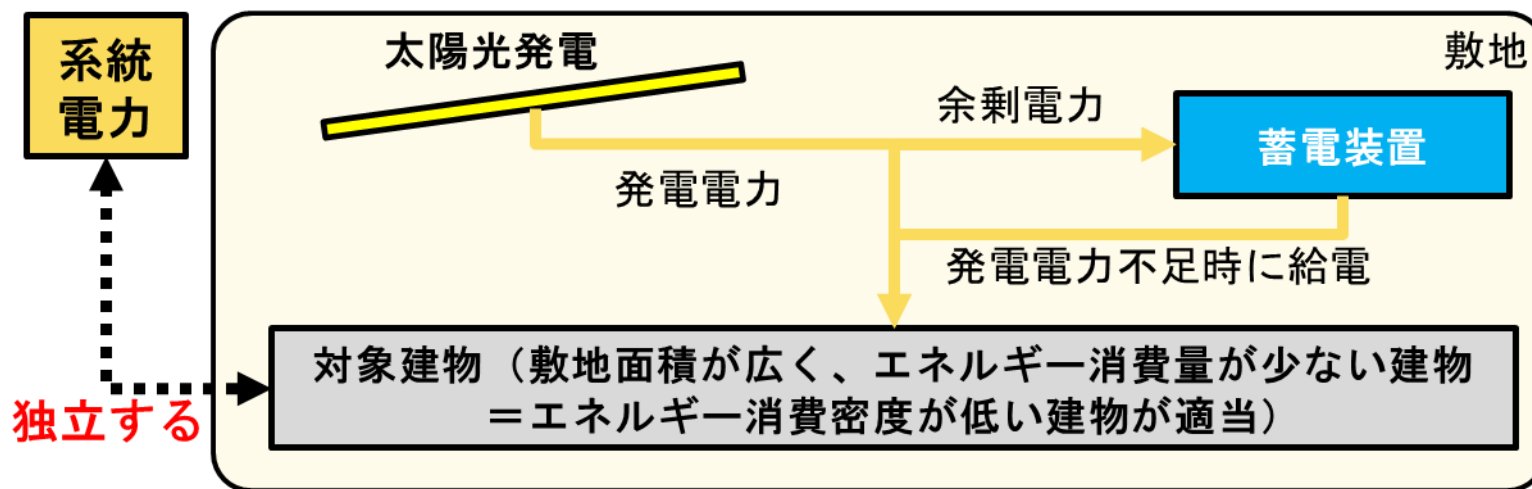 系統
電力
太陽光発電
敷地
余剰電力
蓄電装置
発電電力
発電電力不足時に給電
対象建物（敷地面積が広く、エネルギー消費量が少ない建物
＝エネルギー消費密度が低い建物が適当）
独立する